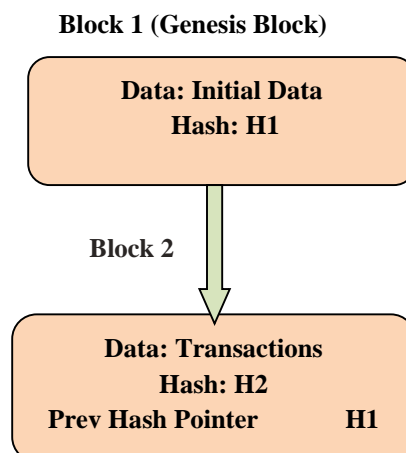 Block 1 (Genesis Block)
Data: Initial Data
Hash: H1
Block 2
Data: Transactions
Hash: H2
Prev Hash Pointer H1